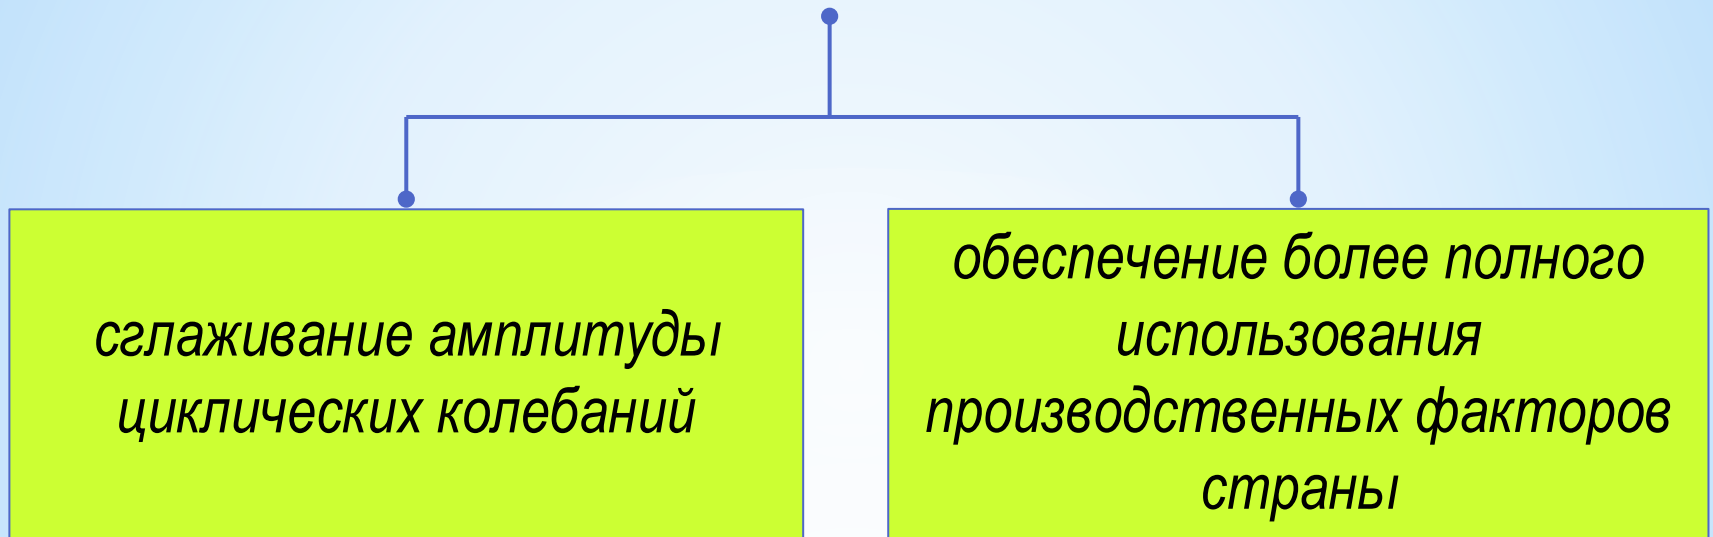 сглаживание амплитуды
циклических колебаний
обеспечение более полного
использования
производственных факторов
страны